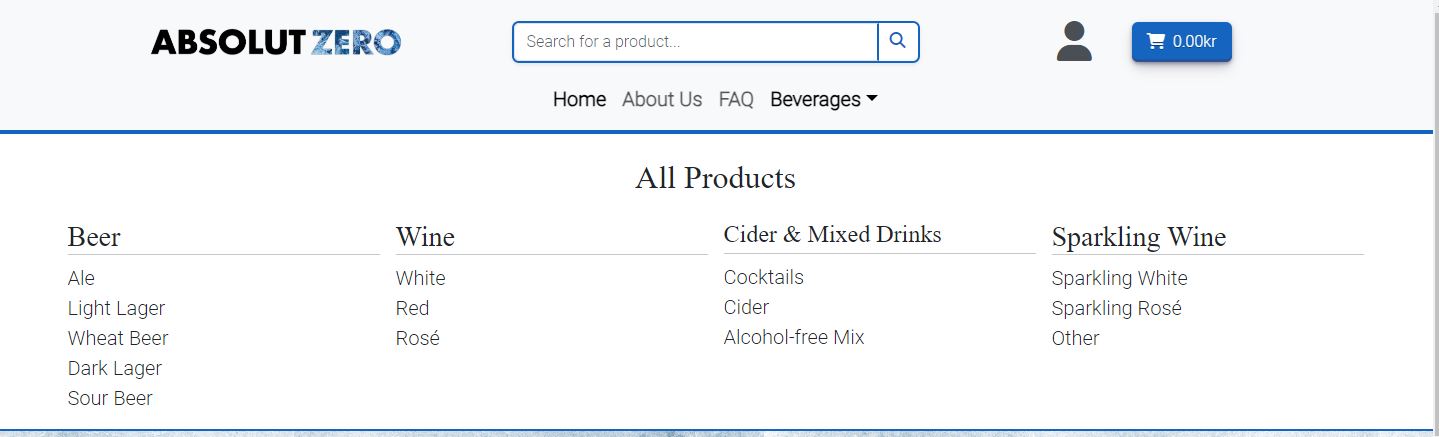 ABSOLUT ZERO
Search for a product...
0.00kr
Home About Us FAQ Beverages
All Products
Beer
Ale
Light Lager
Wheat Beer
Dark Lager
Sour Beer
Wine
White
Red
Rosé
Cider & Mixed Drinks
Cocktails
Cider
Alcohol-free Mix
Sparkling Wine
Sparkling White
Sparkling Rosé
Other